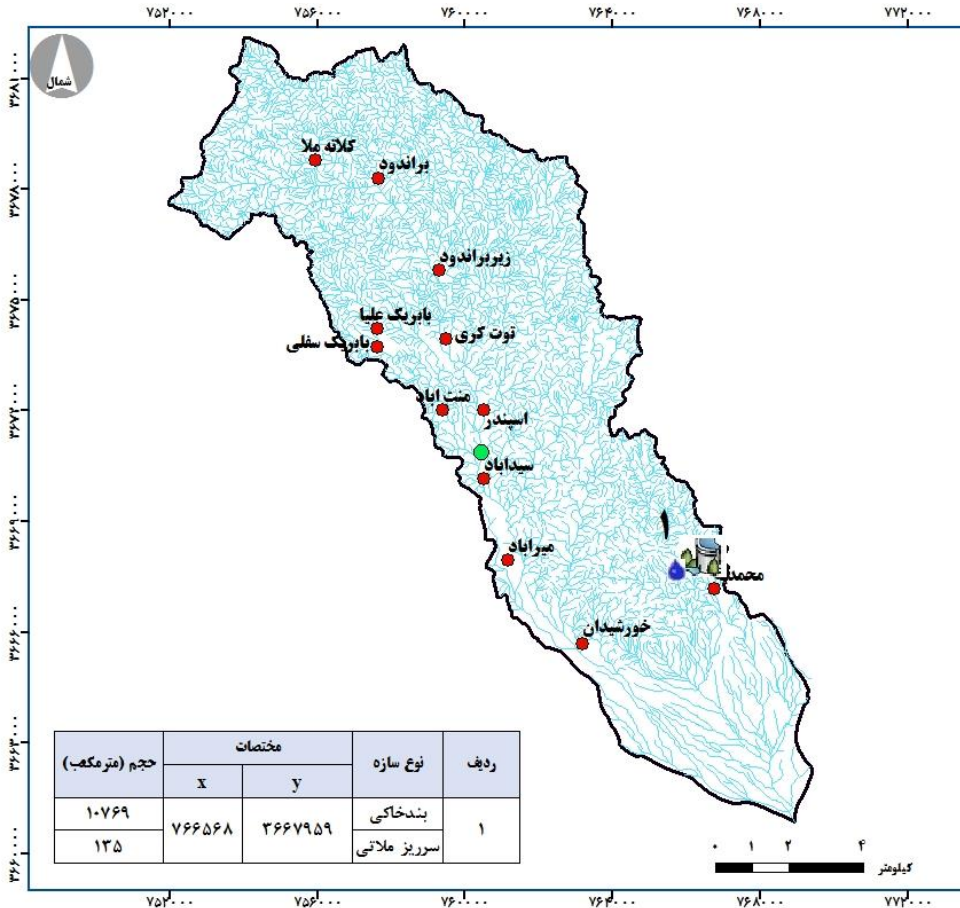 ۷۵۲۰۰۰ ۷۵۶۰۰۰ ۷۶۰۰۰۰ ۷۶۴۰۰۰ ۷۶۸۰۰۰ ۷۷۲۰۰۰
شمال
۳۶۸۱۰۰۰
کلاته ملا
براندود
۳۶۷۸۰۰۰
زیربراندود
۳۶۷۵۰۰۰
بابریک علیا
توت کری
بابریک سفلی
منت اباد
۳۶۷۲۰۰۰
اسپندر
سیداباد
۳۶۶۹۰۰۰
۱
میراباد
محمد
۳۶۶۶۰۰۰
خورشیدان
۳۶۶۳۰۰۰
ردیف نوع سازه مختصات حجم (مترمکعب)
y x
۱ بندخاکی ۳۶۶۷۹۵۹ ۷۶۶۵۶۸ ۱۰۷۶۹
سرریز ملاتی ۱۳۵
۳۶۶۰۰۰۰
۰ ۱ ۲ ۴
کیلومتر
۷۵۲۰۰۰ ۷۵۶۰۰۰ ۷۶۰۰۰۰ ۷۶۴۰۰۰ ۷۶۸۰۰۰ ۷۷۲۰۰۰